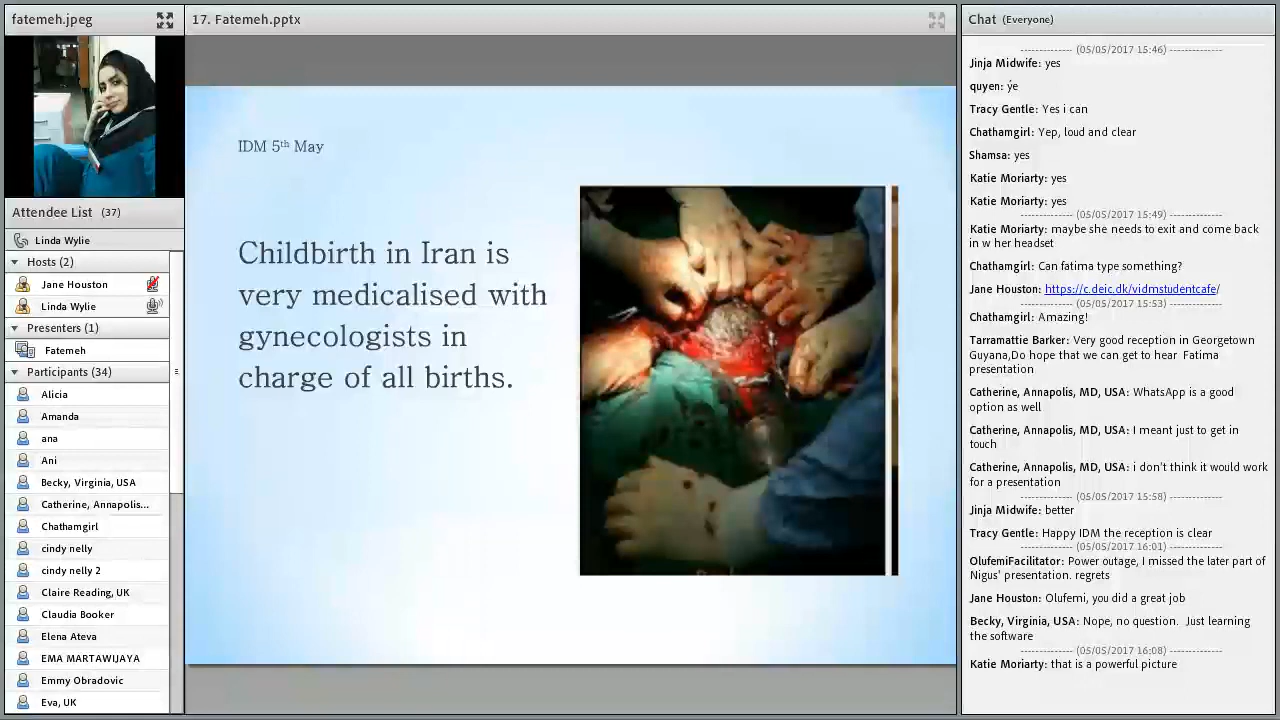 fatemeh.jpeg
Attendee List (37)
Linda Wylie
Hosts (2)
Jane Houston
Linda Wylie
Presenters (1)
Fatemeh
Participants (34)
Alicia
Amanda
ana
Ani
Becky, Virginia, USA
Catherine, Annapolis...
Chathamgirl
cindy nelly
cindy nelly 2
Claire Reading, UK
Claudia Booker
Elena Ateva
EMA MARTAWIJAYA
Emmy Obradovic
Eva, UK
17. Fatemeh.pptx
IDM 5th May
Childbirth in Iran is
very medicalised with
gynecologists in
charge of all births.
Chat (Everyone)
--------------- (05/05/2017 15:46) ---------------
Jinja Midwife: yes
quyen: ýe
Tracy Gentle: Yes i can
Chathamgirl: Yep, loud and clear
Shamsa: yes
Katie Moriarty: yes
Katie Moriarty: yes
--------------- (05/05/2017 15:49) ---------------
Katie Moriarty: maybe she needs to exit and come back
in w her headset
Chathamgirl: Can fatima type something?
Jane Houston: https://c.deic.dk/vidmstudentcafe/
--------------- (05/05/2017 15:53) ---------------
Chathamgirl: Amazing!
Tarramattie Barker: Very good reception in Georgetown
Guyana,Do hope that we can get to hear Fatima
presentation
Catherine, Annapolis, MD, USA: WhatsApp is a good
option as well
Catherine, Annapolis, MD, USA: I meant just to get in
touch
Catherine, Annapolis, MD, USA: i don't think it would work
for a presentation
--------------- (05/05/2017 15:58) ---------------
Jinja Midwife: better
Tracy Gentle: Happy IDM the reception is clear
--------------- (05/05/2017 16:01) ---------------
OlufemiFacilitator: Power outage, I missed the later part of
Nigus' presentation. regrets
Jane Houston: Olufemi, you did a great job
Becky, Virginia, USA: Nope, no question. Just learning
the software
--------------- (05/05/2017 16:08) ---------------
Katie Moriarty: that is a powerful picture